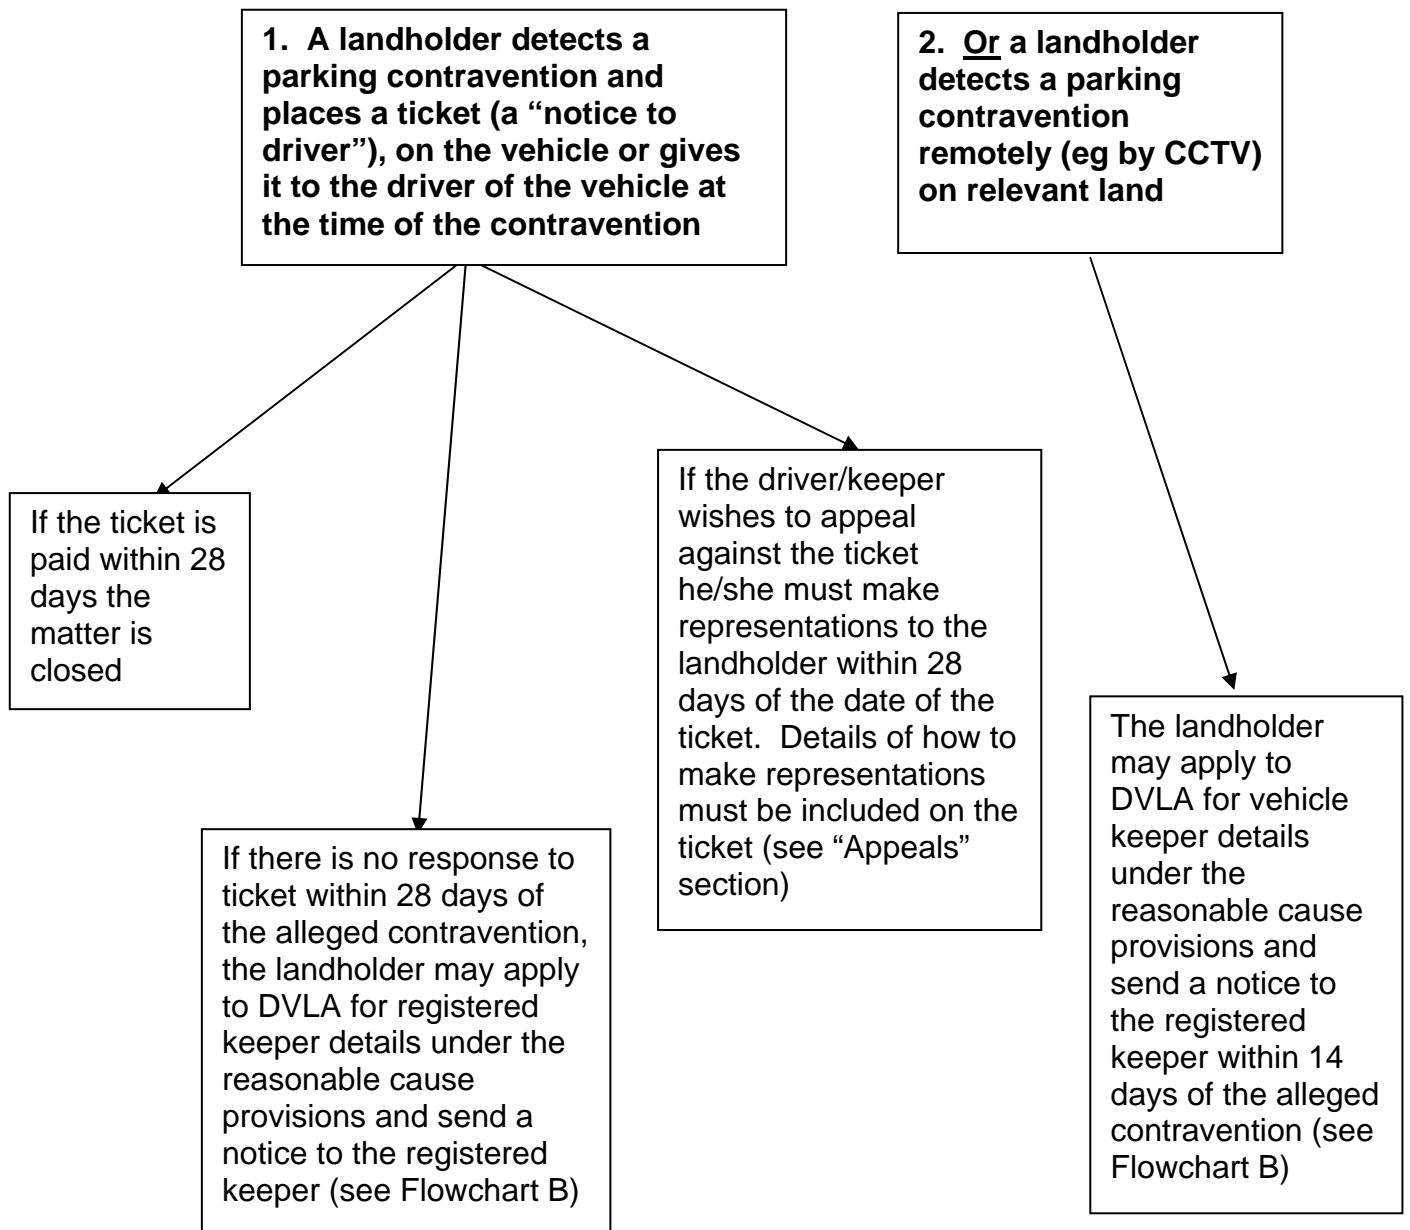 1.  A landholder detects a
parking contravention and
places a ticket (a “notice to
driver”), on the vehicle or gives
it to the driver of the vehicle at
the time of the contravention
2.  Or a landholder
detects a parking
contravention
remotely (eg by CCTV)
on relevant land
If the ticket is
paid within 28
days the
matter is
closed
If there is no response to
ticket within 28 days of
the alleged contravention,
the landholder may apply
to DVLA for registered
keeper details under the
reasonable cause
provisions and send a
notice to the registered
keeper (see Flowchart B)
If the driver/keeper
wishes to appeal
against the ticket
he/she must make
representations to the
landholder within 28
days of the date of the
ticket.  Details of how to
make representations
must be included on the
ticket (see “Appeals”
section)
The landholder
may apply to
DVLA for vehicle
keeper details
under the
reasonable cause
provisions and
send a notice to
the registered
keeper within 14
days of the alleged
contravention (see
Flowchart B)